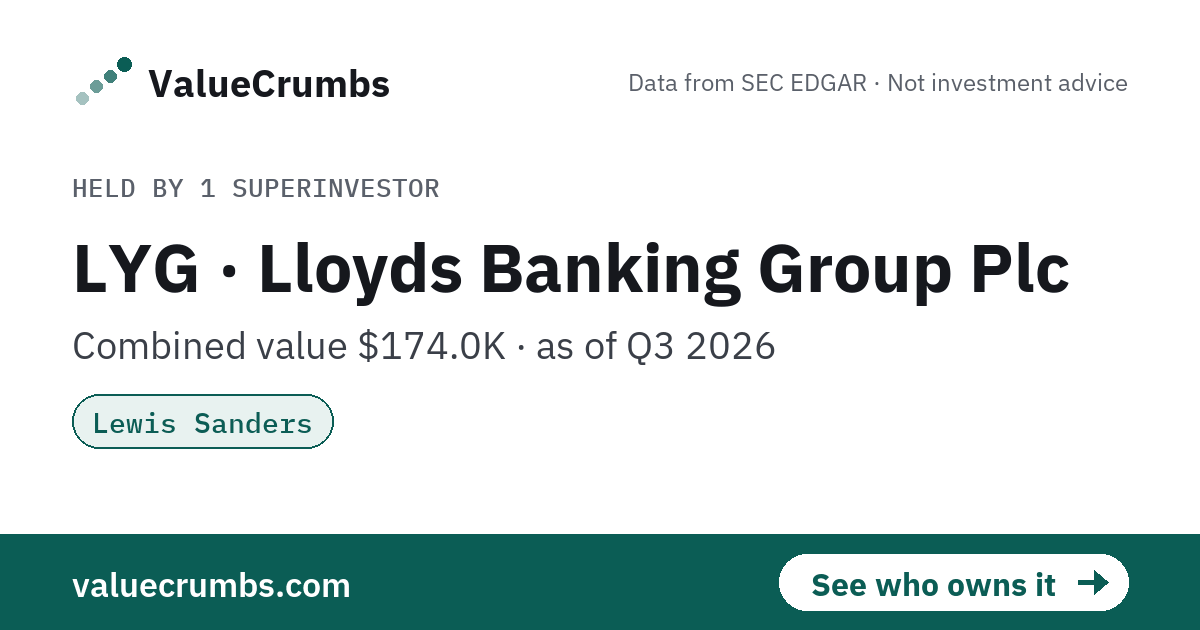 ValueCrumbs
Data from SEC EDGAR · Not investment advice
HELD BY 1 SUPERINVESTOR
LYG · Lloyds Banking Group Plc
Combined value $174.0K · as of Q3 2026
Lewis Sanders
valuecrumbs.com
See who owns it →